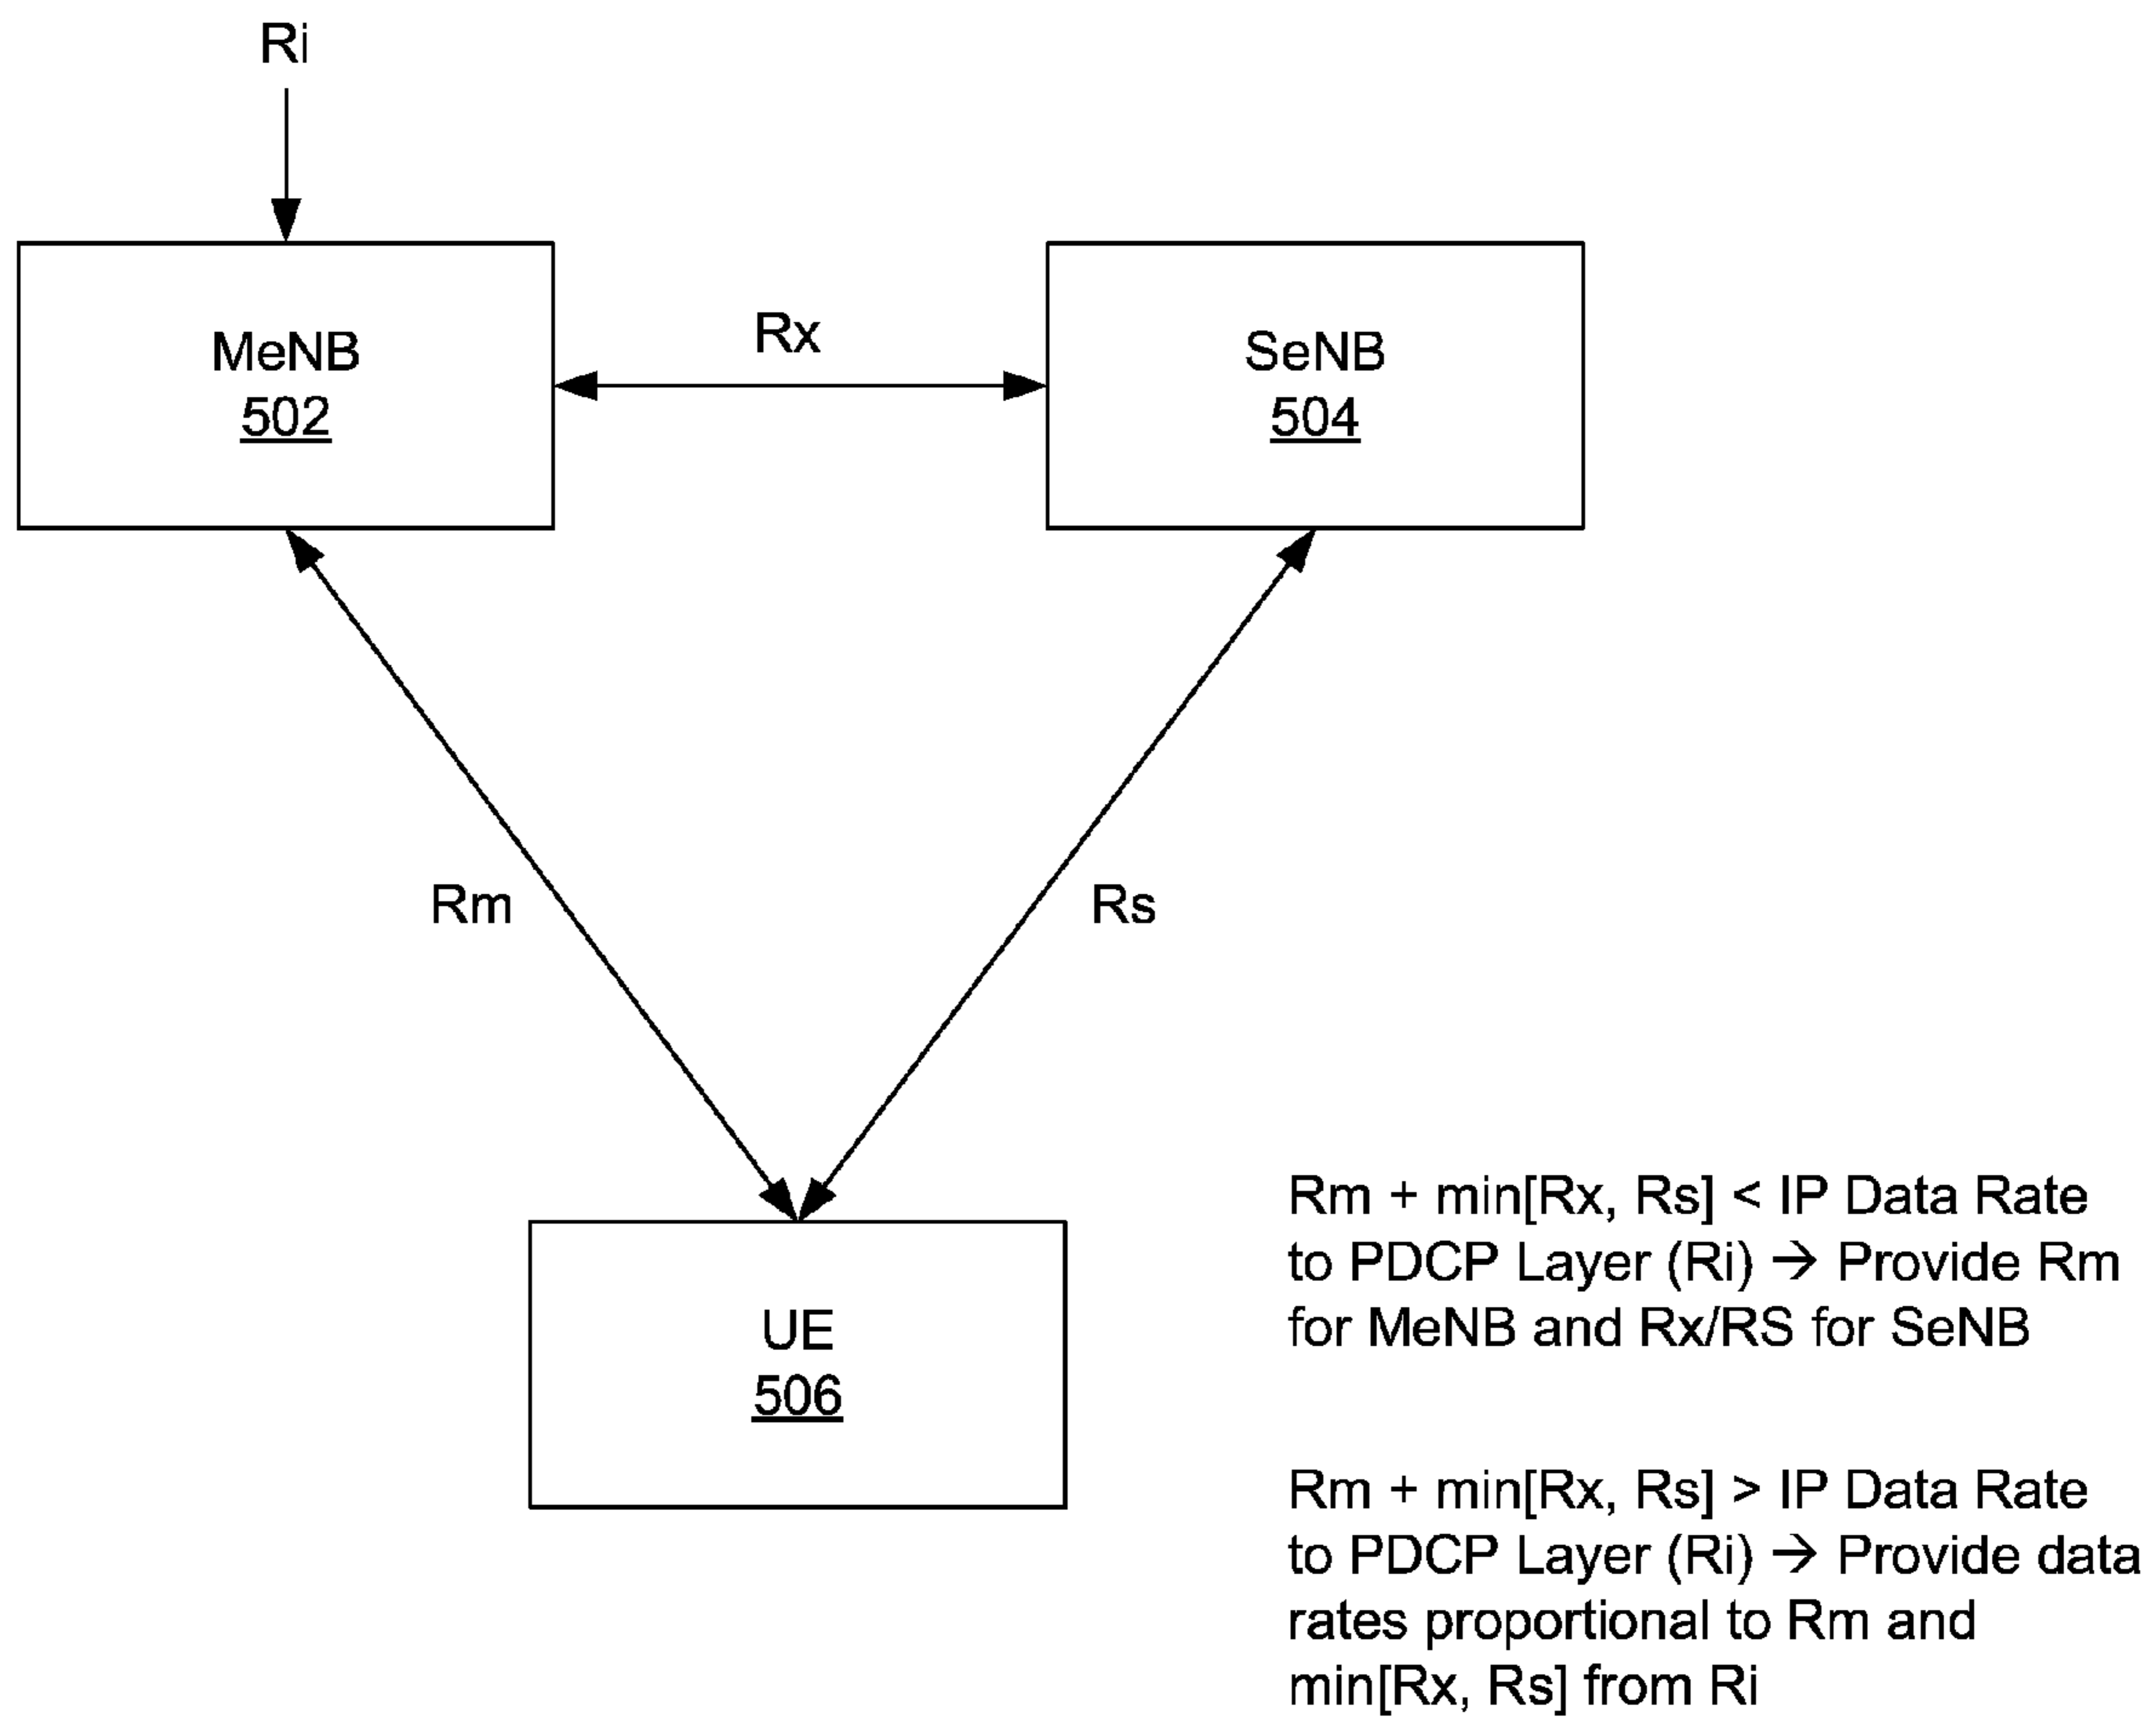 Ri
MeNB
502
Rx
SeNB
504
Rm
Rs
UE
506
Rm + min[Rx, Rs] < IP Data Rate
to PDCP Layer (Ri) → Provide Rm
for MeNB and Rx/RS for SeNB
Rm + min[Rx, Rs] > IP Data Rate
to PDCP Layer (Ri) → Provide data
rates proportional to Rm and
min[Rx, Rs] from Ri